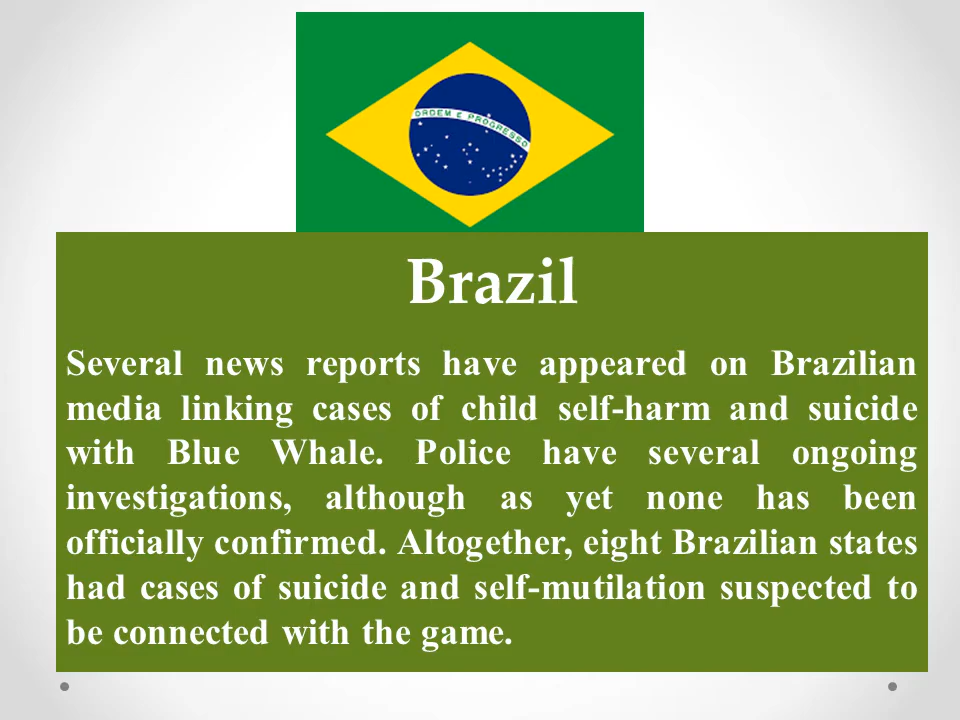 ORDEM E PROGRESSO
Brazil
Several news reports have appeared on Brazilian
media linking cases of child self-harm and suicide
with Blue Whale. Police have several ongoing
investigations, although as yet none has been
officially confirmed. Altogether, eight Brazilian states
had cases of suicide and self-mutilation suspected to
be connected with the game.